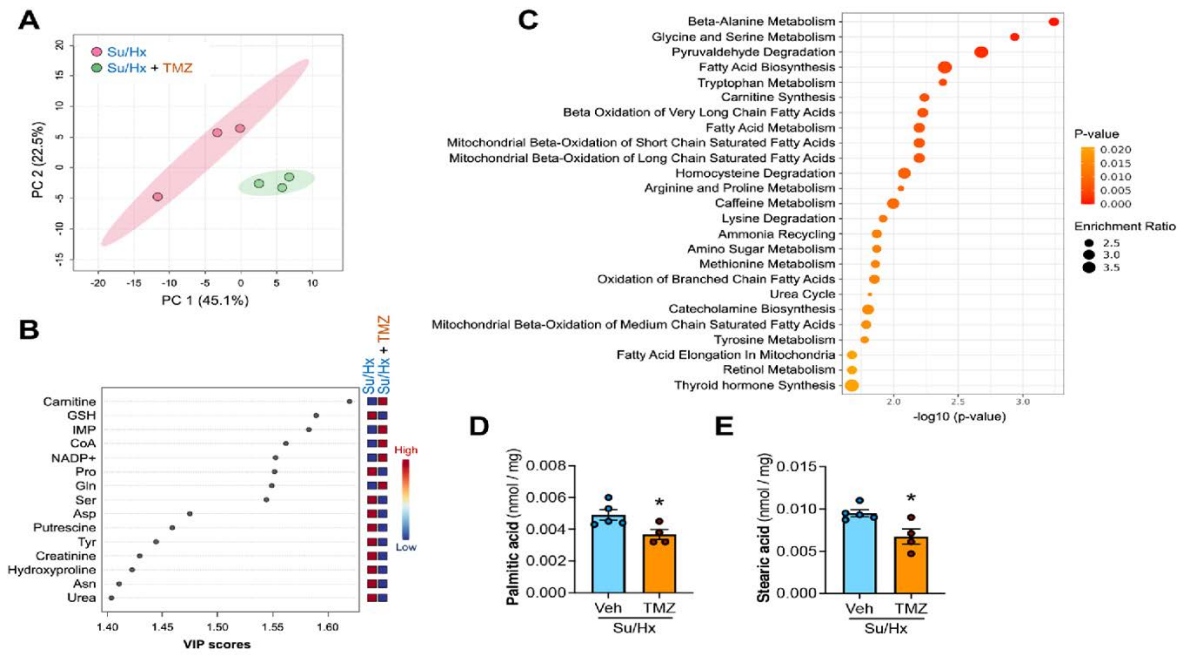 A
Su/Hx
Su/Hx + TMZ
20
15
10
5
0
-5
-10
-15
PC 2 (22.5%)
-20
-15
-10
-5
0
5
10
PC 1 (45.1%)
B
Su/Hx
Su/Hx + TMZ
Carnitine
GSH
IMP
CoA
NADP+
Pro
Gln
Ser
Asp
Putrescine
Tyr
Creatinine
Hydroxyproline
Asn
Urea
1.40
1.45
1.50
1.55
1.60
VIP scores
High
Low
C
Beta-Alanine Metabolism
Glycine and Serine Metabolism
Pyruvaldehyde Degradation
Fatty Acid Biosynthesis
Tryptophan Metabolism
Carnitine Synthesis
Beta Oxidation of Very Long Chain Fatty Acids
Fatty Acid Metabolism
Mitochondrial Beta-Oxidation of Short Chain Saturated Fatty Acids
Mitochondrial Beta-Oxidation of Long Chain Saturated Fatty Acids
Homocysteine Degradation
Arginine and Proline Metabolism
Caffeine Metabolism
Lysine Degradation
Ammonia Recycling
Amino Sugar Metabolism
Methionine Metabolism
Oxidation of Branched Chain Fatty Acids
Urea Cycle
Catecholamine Biosynthesis
Mitochondrial Beta-Oxidation of Medium Chain Saturated Fatty Acids
Tyrosine Metabolism
Fatty Acid Elongation In Mitochondria
Retinol Metabolism
Thyroid hormone Synthesis
2.0
2.5
3.0
-log10 (p-value)
P-value
0.020
0.015
0.010
0.005
0.000
Enrichment Ratio
2.5
3.0
3.5
D
Palmitic acid (nmol / mg)
0.008
0.006
0.004
0.002
0.000
*
Veh
TMZ
Su/Hx
E
Stearic acid (nmol / mg)
0.015
0.010
0.005
0.000
*
Veh
TMZ
Su/Hx